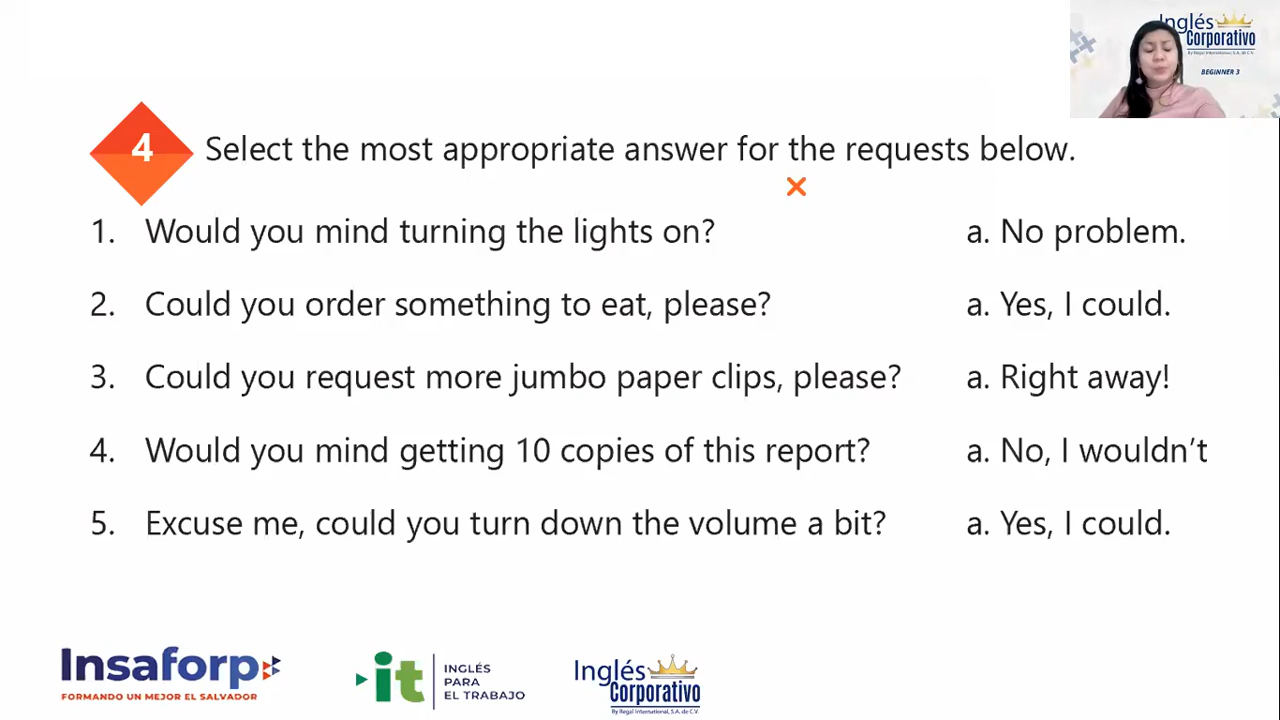 Inglés
Corporativo
By Regal International, S.A. de C.V.
BEGINNER 3
4
Select the most appropriate answer for the requests below.
1. Would you mind turning the lights on? a. No problem.
2. Could you order something to eat, please? a. Yes, I could.
3. Could you request more jumbo paper clips, please? a. Right away!
4. Would you mind getting 10 copies of this report? a. No, I wouldn't
5. Excuse me, could you turn down the volume a bit? a. Yes, I could.
Insaforp
FORMANDO UN MEJOR EL SALVADOR
it
INGLÉS
PARA
EL TRABAJO
Inglés
Corporativo
By Regal International, S.A. de C.V.